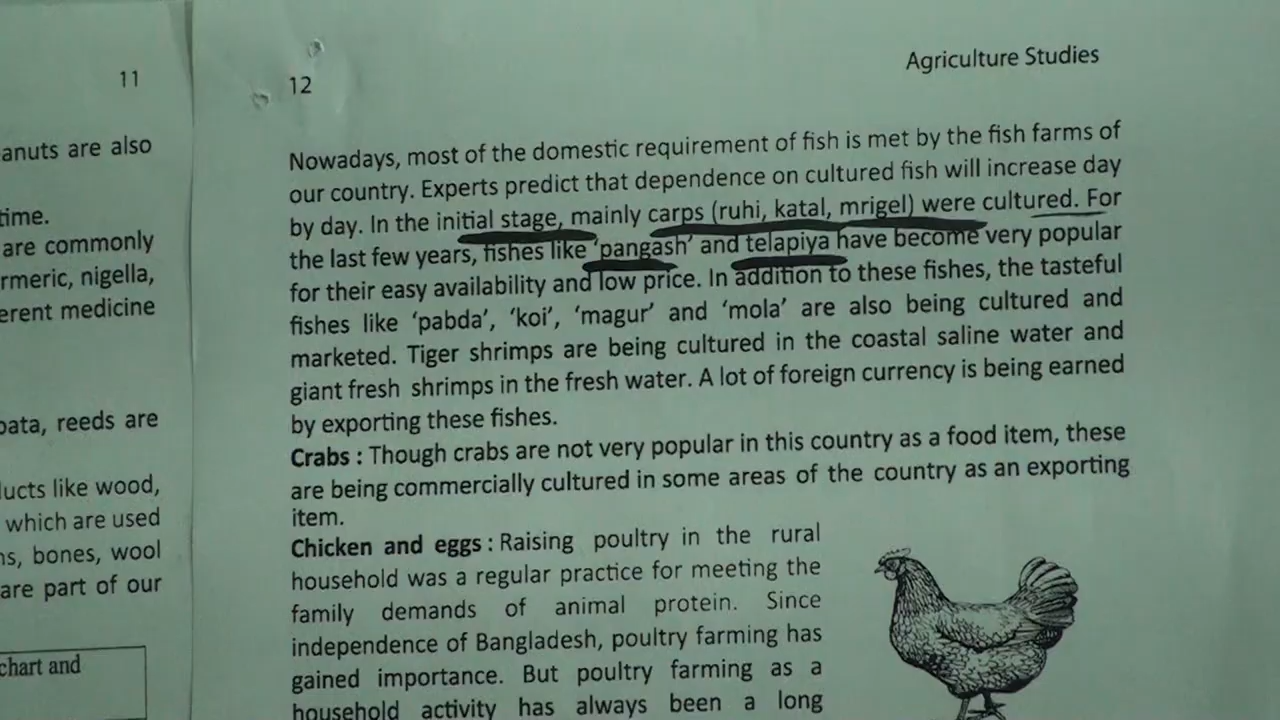 11
anuts are also
time.
are commonly
rmeric, nigella,
erent medicine
pata, reeds are
lucts like wood,
which are used
ns, bones, wool
are part of our
chart and
12
Agriculture Studies
Nowadays, most of the domestic requirement of fish is met by the fish farms of
our country. Experts predict that dependence on cultured fish will increase day
by day. In the initial stage, mainly carps (ruhi, katal, mrigel) were cultured. For
the last few years, fishes like ‘pangash’ and telapiya have become very popular
for their easy availability and low price. In addition to these fishes, the tasteful
fishes like ‘pabda’, ‘koi’, ‘magur’ and ‘mola’ are also being cultured and
marketed. Tiger shrimps are being cultured in the coastal saline water and
giant fresh shrimps in the fresh water. A lot of foreign currency is being earned
by exporting these fishes.
Crabs : Though crabs are not very popular in this country as a food item, these
are being commercially cultured in some areas of the country as an exporting
item.
Chicken and eggs : Raising poultry in the rural
household was a regular practice for meeting the
family demands of animal protein. Since
independence of Bangladesh, poultry farming has
gained importance. But poultry farming as a
household activity has always been a long